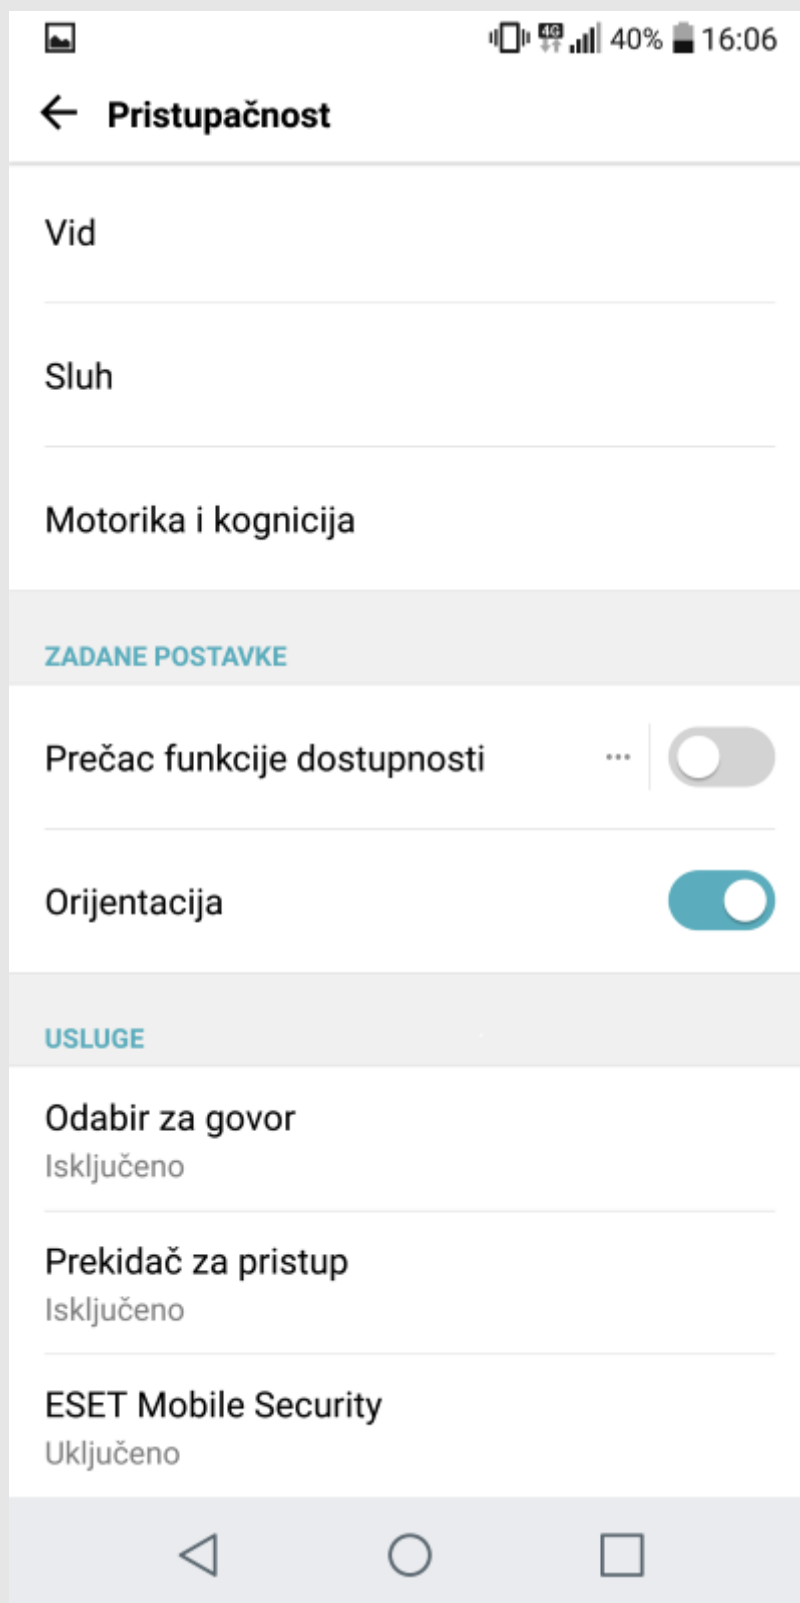 4G 40% 16:06
Pristupačnost
Vid
Sluh
Motorika i kognicija
ZADANE POSTAVKE
Prečac funkcije dostupnosti ...
Orijentacija
USLUGE
Odabir za govor
Isključeno
Prekidač za pristup
Isključeno
ESET Mobile Security
Uključeno